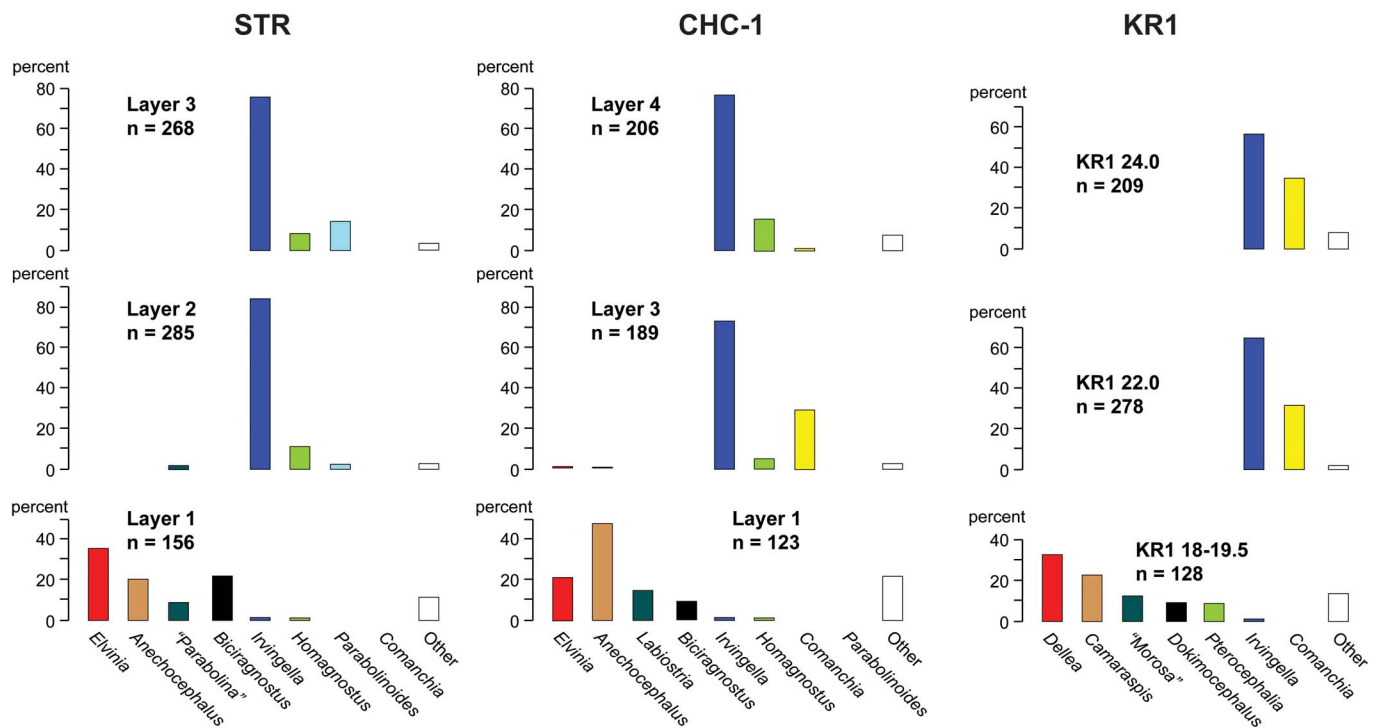 STR
percent
80
60
40
20
0
Layer 3
n = 268
percent
80
60
40
20
0
Layer 2
n = 285
percent
40
20
0
Layer 1
n = 156
Elvinia
Anechocephalus
“Parabolina”
Biciragnostus
Irvingella
Homagnostus
Parabolinoides
Comanchia
Other
CHC-1
percent
80
60
40
20
0
Layer 4
n = 206
percent
80
60
40
20
0
Layer 3
n = 189
percent
40
20
0
Layer 1
n = 123
Elvinia
Anechocephalus
Labiostria
Biciragnostus
Irvingella
Homagnostus
Comanchia
Parabolinoides
Other
KR1
percent
60
40
20
0
KR1 24.0
n = 209
percent
60
40
20
0
KR1 22.0
n = 278
percent
40
20
0
KR1 18-19.5
n = 128
Dellea
Camaraspis
“Morosa”
Dokimocephalus
Pterocephalia
Irvingella
Comanchia
Other